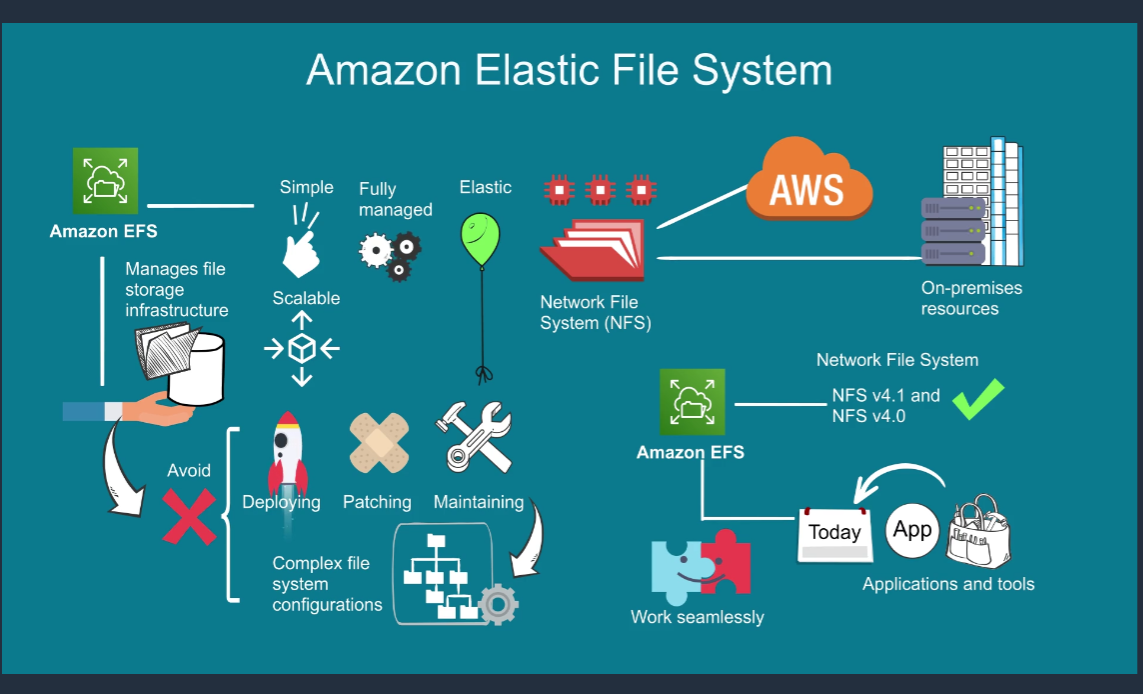 Amazon Elastic File System
Amazon EFS
Simple
Fully
managed
Elastic
Scalable
Manages file
storage
infrastructure
Network File
System (NFS)
AWS
On-premises
resources
Avoid
Deploying
Patching
Maintaining
Complex file
system
configurations
Amazon EFS
Network File System
NFS v4.1 and
NFS v4.0
Today
App
Applications and tools
Work seamlessly